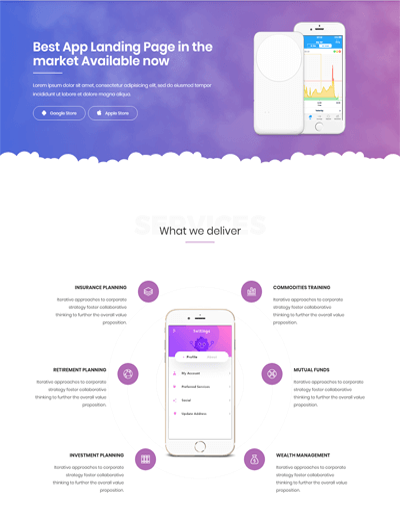 Best App Landing Page in the
market Available now
Lorem ipsum dolor sit amet, consectetur adipisicing elit, sed do eiusmod tempor
incididunt ut labore et dolore magna aliqua.
Google Store
Apple Store
SERVICES
What we deliver
INSURANCE PLANNING
Iterative approaches to corporate
strategy foster collaborative
thinking to further the overall value
proposition.
COMMODITIES TRAINING
Iterative approaches to corporate
strategy foster collaborative
thinking to further the overall value
proposition.
Settings
Profile
My Account
Preferred Services
Social
RETIREMENT PLANNING
Iterative approaches to corporate
strategy foster collaborative
thinking to further the overall value
proposition.
MUTUAL FUNDS
Iterative approaches to corporate
strategy foster collaborative
thinking to further the overall value
proposition.
INVESTMENT PLANNING
Iterative approaches to corporate
strategy foster collaborative
thinking to further the overall value
proposition.
WEALTH MANAGEMENT
Iterative approaches to corporate
strategy foster collaborative
thinking to further the overall value
proposition.